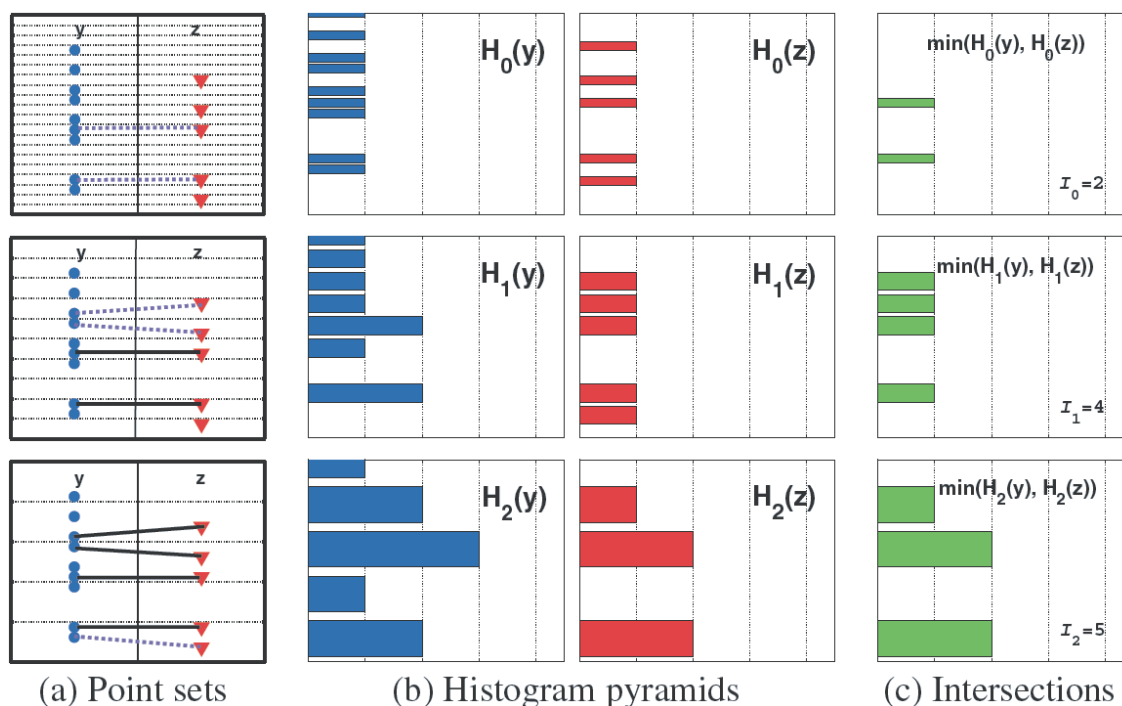 y z H₀(y) H₀(z) min(H₀(y), H₀(z))
I₀=2
y z H₁(y) H₁(z) min(H₁(y), H₁(z))
I₁=4
y z H₂(y) H₂(z) min(H₂(y), H₂(z))
I₂=5
(a) Point sets (b) Histogram pyramids (c) Intersections